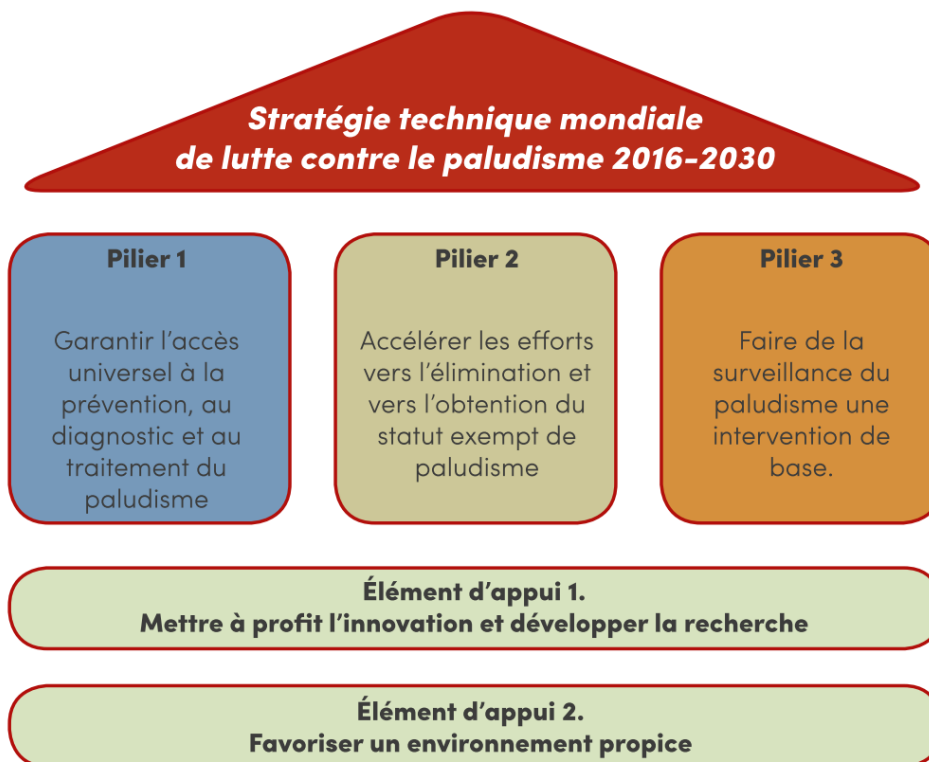 Stratégie technique mondiale
de lutte contre le paludisme 2016-2030
Pilier 1
Garantir l’accès
universel à la
prévention, au
diagnostic et au
traitement du
paludisme
Pilier 2
Accélérer les efforts
vers l’élimination et
vers l’obtention du
statut exempt de
paludisme
Pilier 3
Faire de la
surveillance du
paludisme une
intervention de
base.
Élément d’appui 1.
Mettre à profit l’innovation et développer la recherche
Élément d’appui 2.
Favoriser un environnement propice